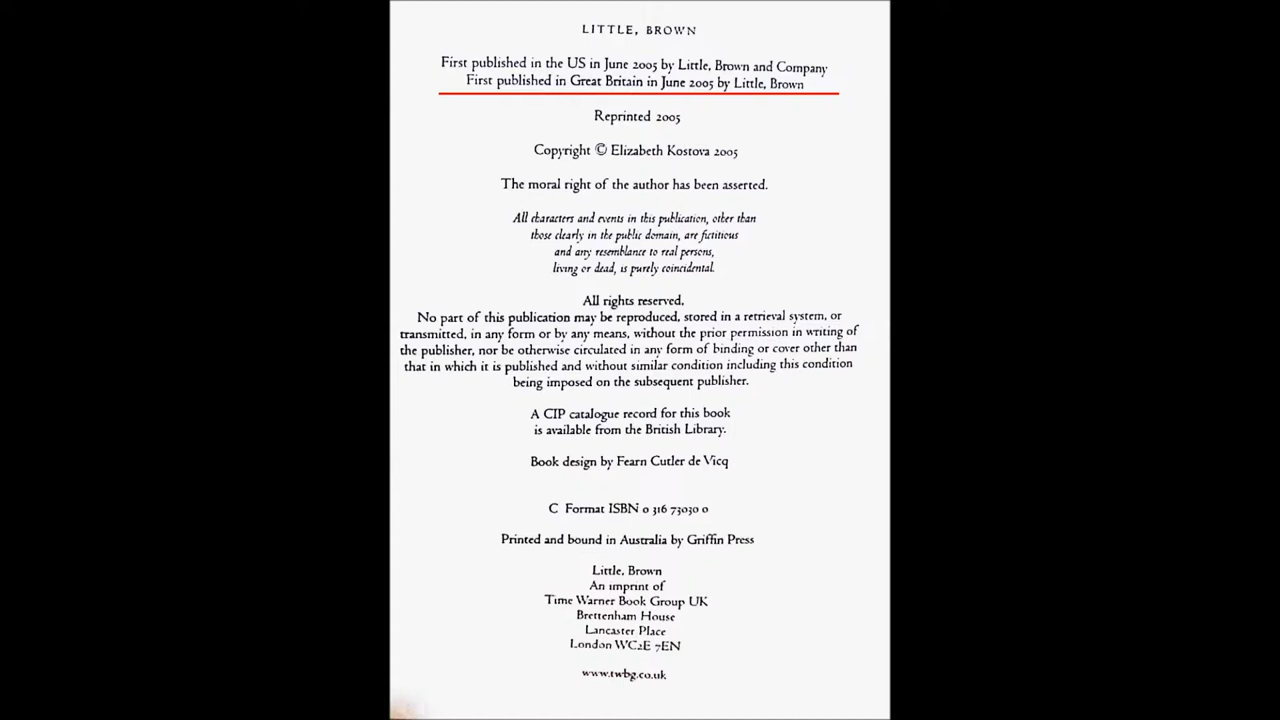 LITTLE, BROWN
First published in the US in June 2005 by Little, Brown and Company
First published in Great Britain in June 2005 by Little, Brown
Reprinted 2005
Copyright © Elizabeth Kostova 2005
The moral right of the author has been asserted.
All characters and events in this publication, other than
those clearly in the public domain, are fictitious
and any resemblance to real persons,
living or dead, is purely coincidental.
All rights reserved.
No part of this publication may be reproduced, stored in a retrieval system, or
transmitted, in any form or by any means, without the prior permission in writing of
the publisher, nor be otherwise circulated in any form of binding or cover other than
that in which it is published and without similar condition including this condition
being imposed on the subsequent publisher.
A CIP catalogue record for this book
is available from the British Library.
Book design by Fearn Cutler de Vicq
C Format ISBN 0 316 73030 0
Printed and bound in Australia by Griffin Press
Little, Brown
An imprint of
Time Warner Book Group UK
Brettenham House
Lancaster Place
London WC2E 7EN
www.twbg.co.uk